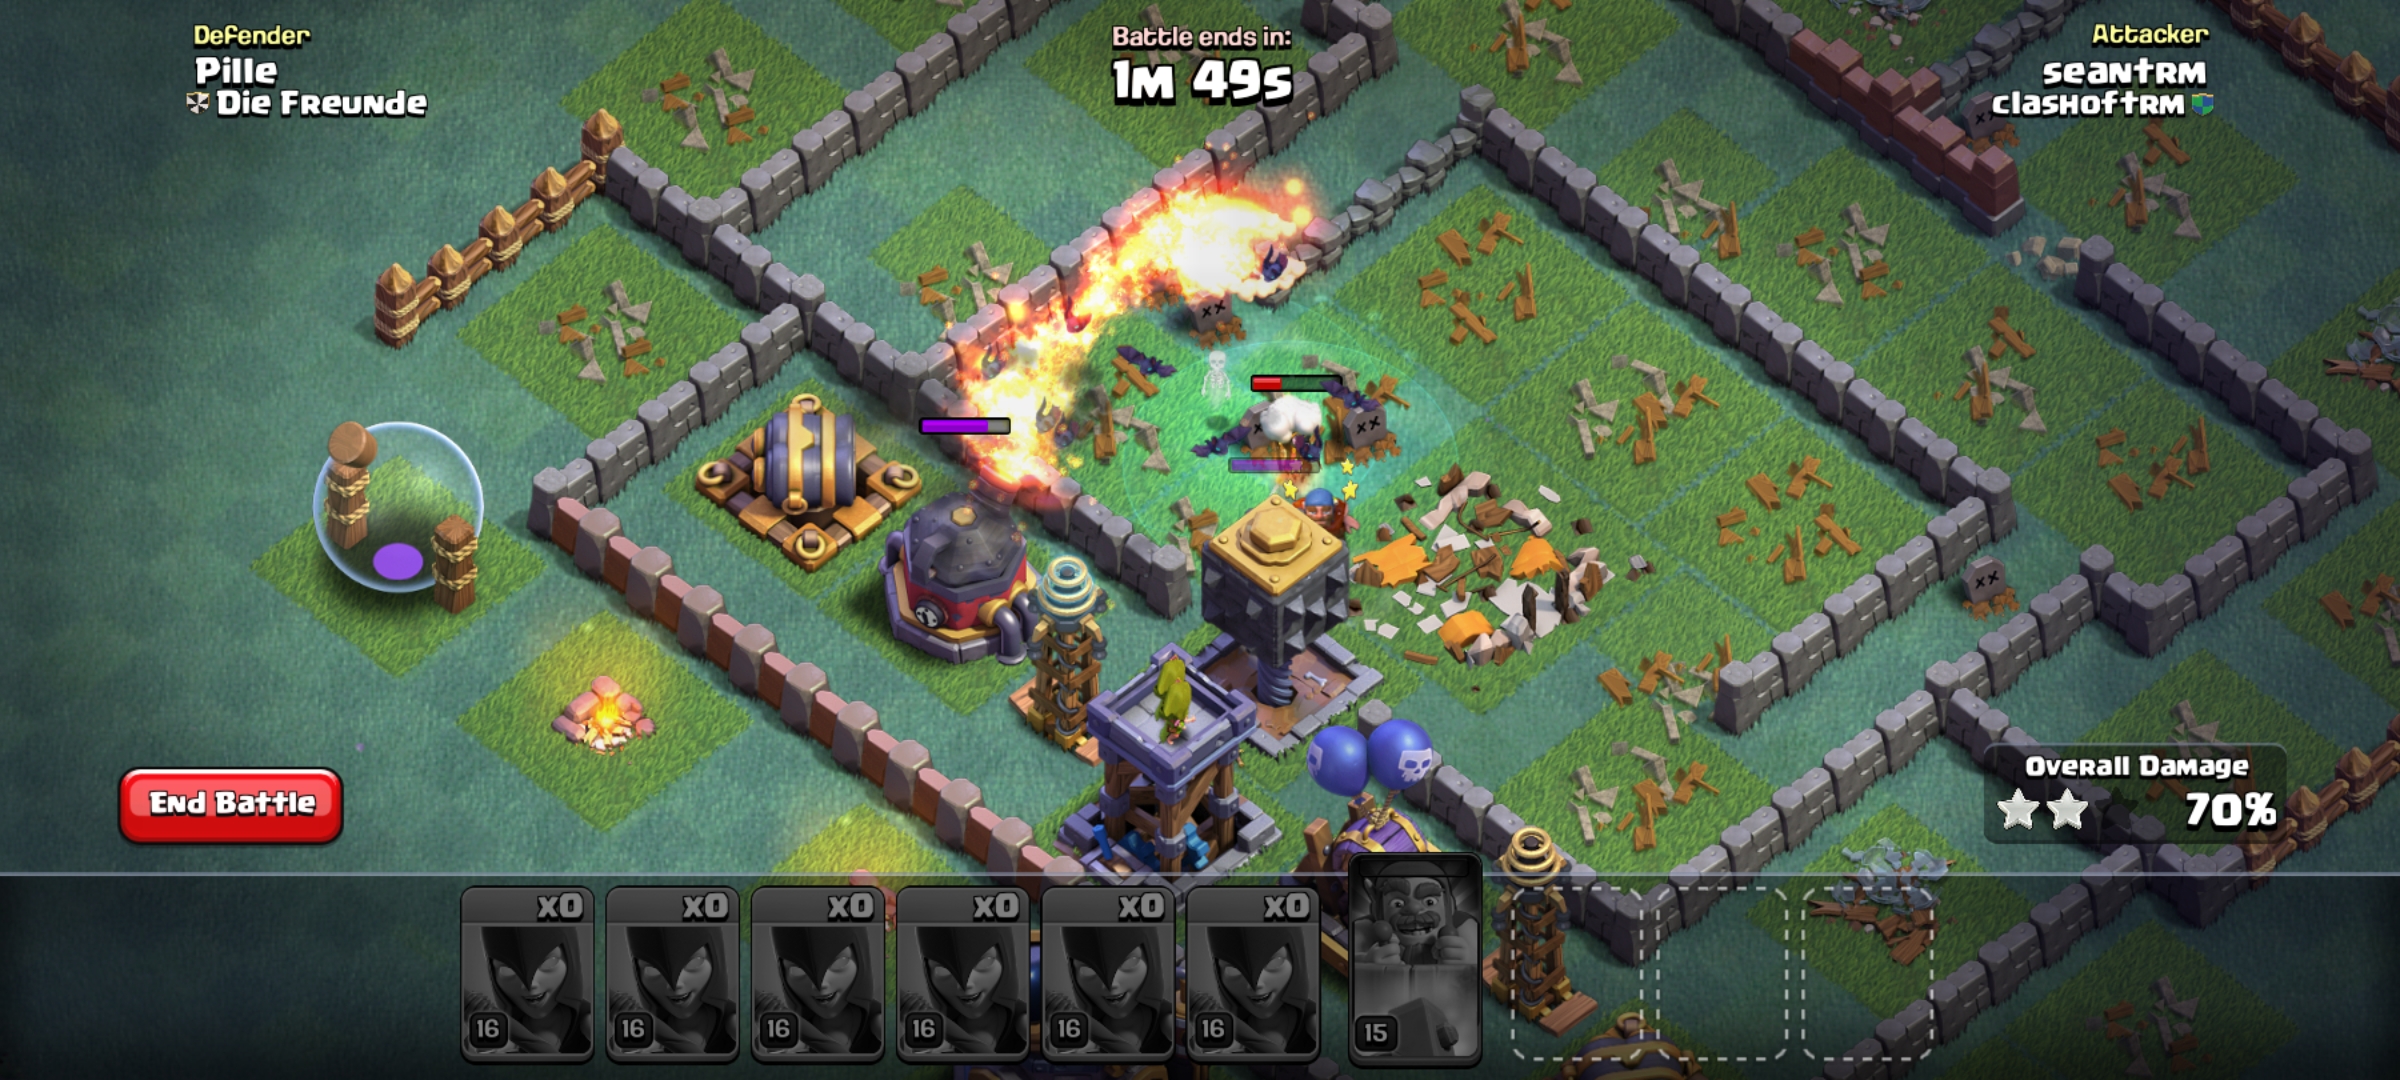 Defender
Pille
Die Freunde
Battle ends in:
1M 49s
Attacker
seantrm
clashoftrm
End Battle
Overall Damage
70%
x0
x0
x0
x0
x0
x0
16
16
16
16
16
16
15